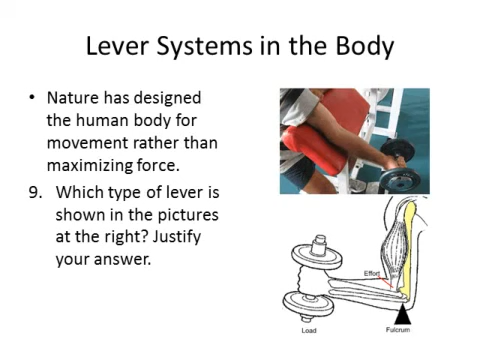 Lever Systems in the Body
• Nature has designed
the human body for
movement rather than
maximizing force.
9. Which type of lever is
shown in the pictures
at the right? Justify
your answer.
Effort
Load
Fulcrum